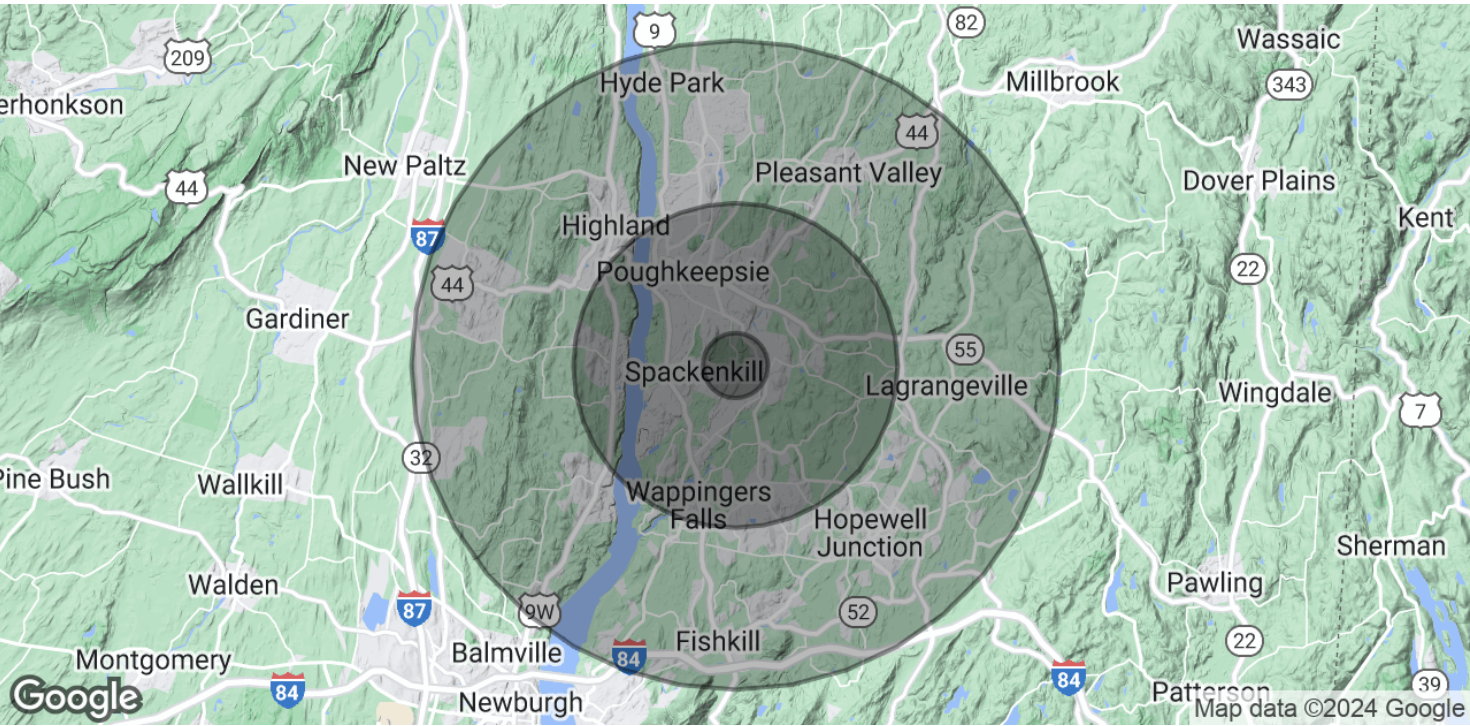 82
9
Wassaic
209
Hyde Park
Millbrook
343
erhonkson
44
New Paltz
Pleasant Valley
44
Dover Plains
Highland
Kent
87
Poughkeepsie
22
44
Gardiner
55
Spackenkill
Lagrangeville
Wingdale
7
32
Pine Bush
Wallkill
Wappingers
Falls
Hopewell
Junction
Sherman
Walden
Pawling
87
9W
52
22
Fishkill
Balmville
84
Montgomery
84
84
39
Newburgh
Patterson
Google
Map data ©2024 Google